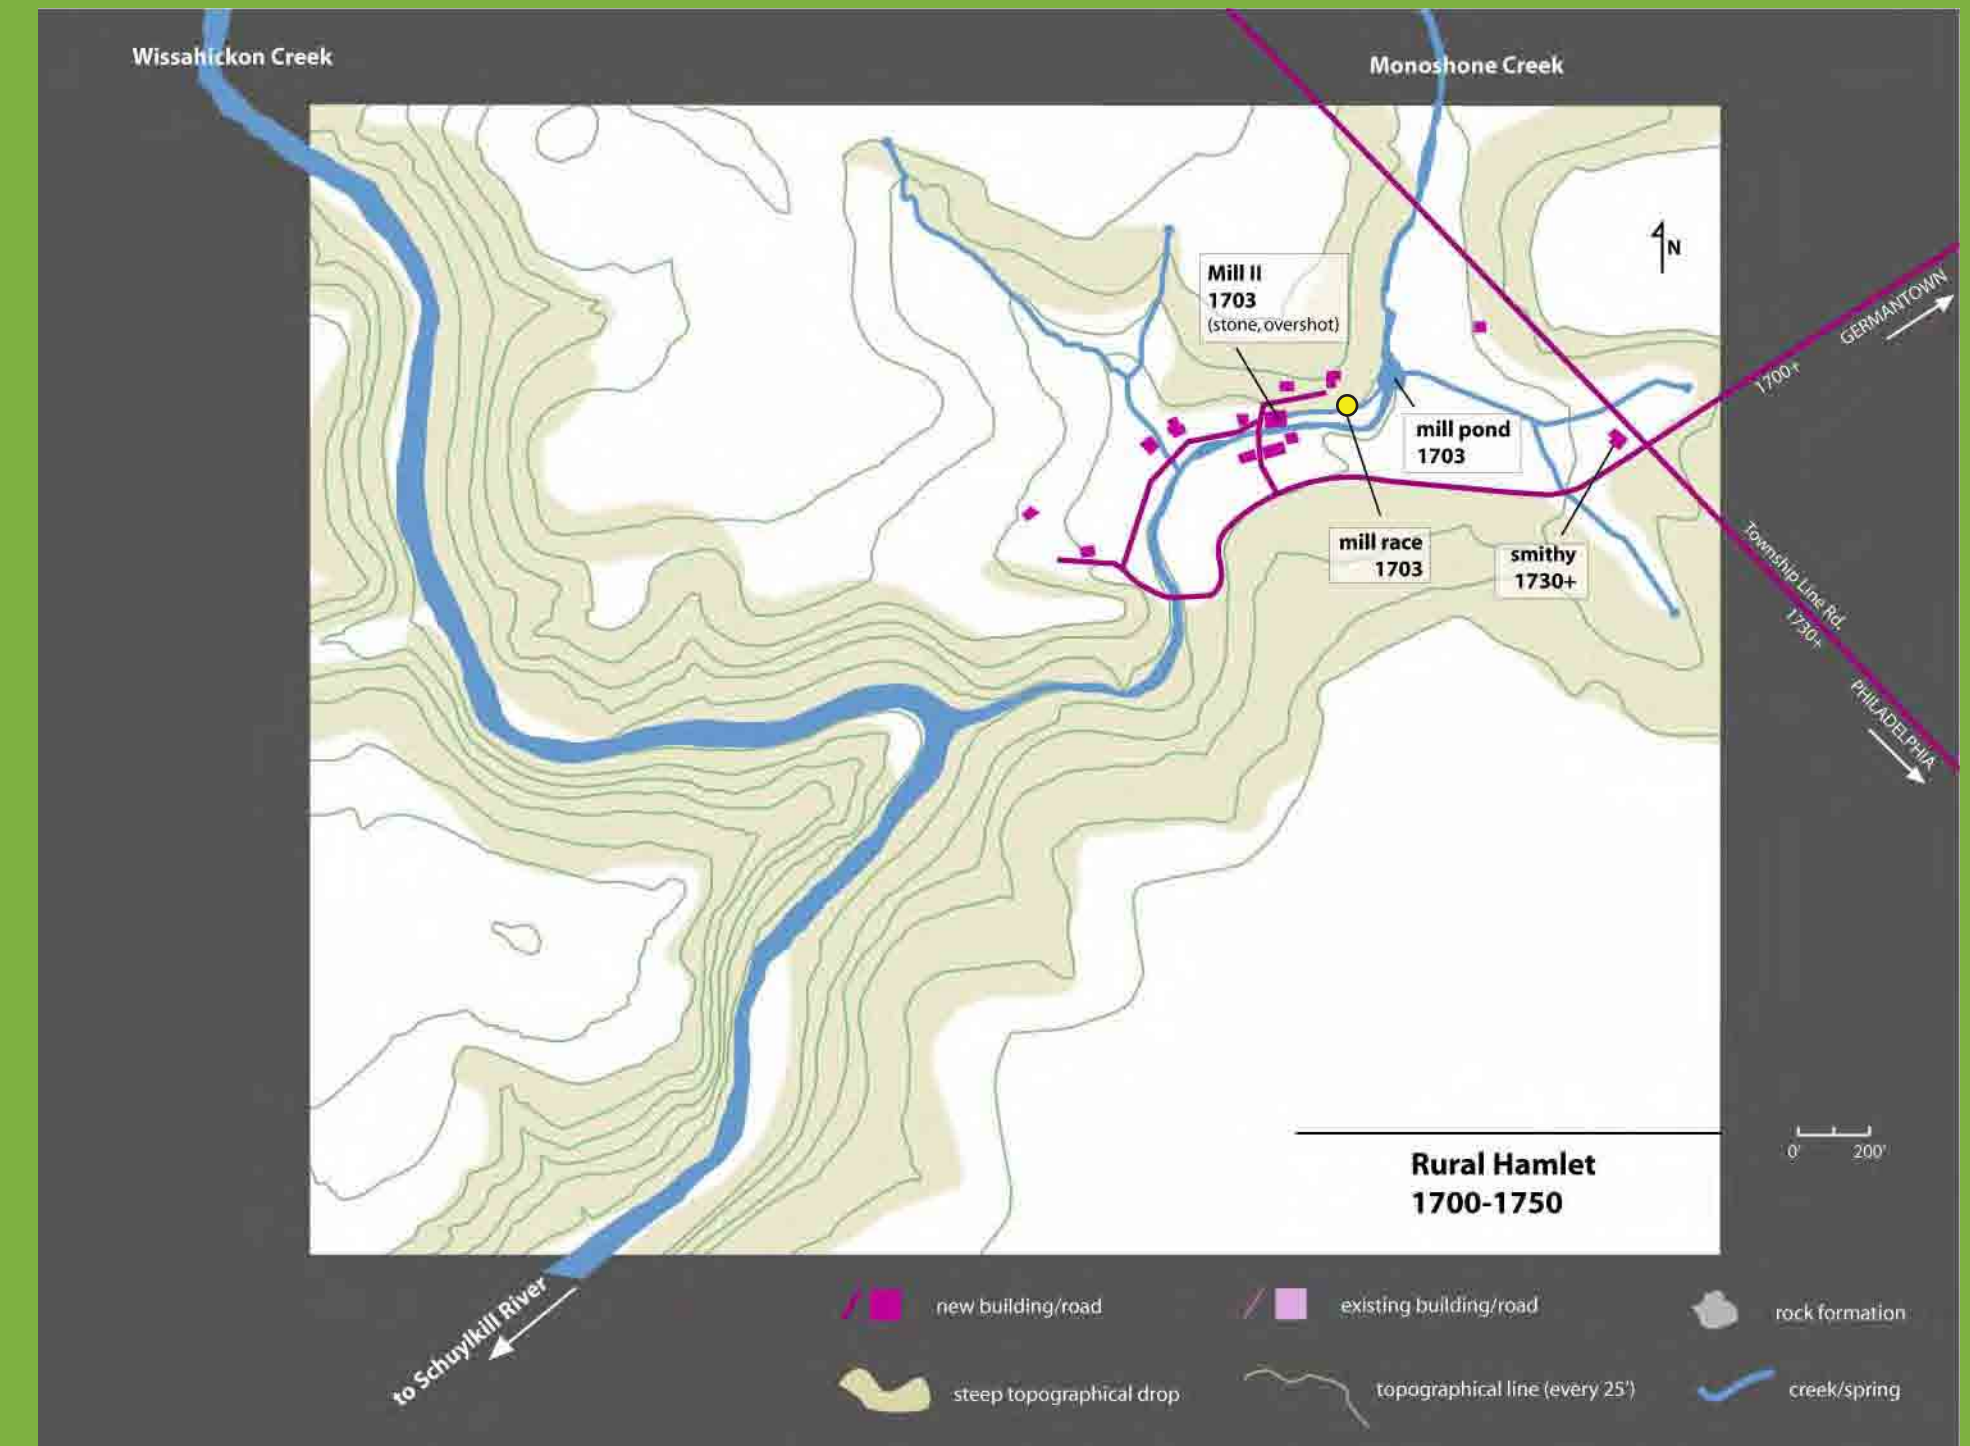 Wissahickon Creek
Monoshone Creek
N
Mill II
1703
(stone, overshot)
GERMANTOWN
1700+
mill pond
1703
mill race
1703
smithy
1730+
Township Line Rd.
1730+
PHILADELPHIA
0'
200'
Rural Hamlet
1700-1750
to Schuylkill River
new building/road
existing building/road
rock formation
steep topographical drop
topographical line (every 25')
creek/spring